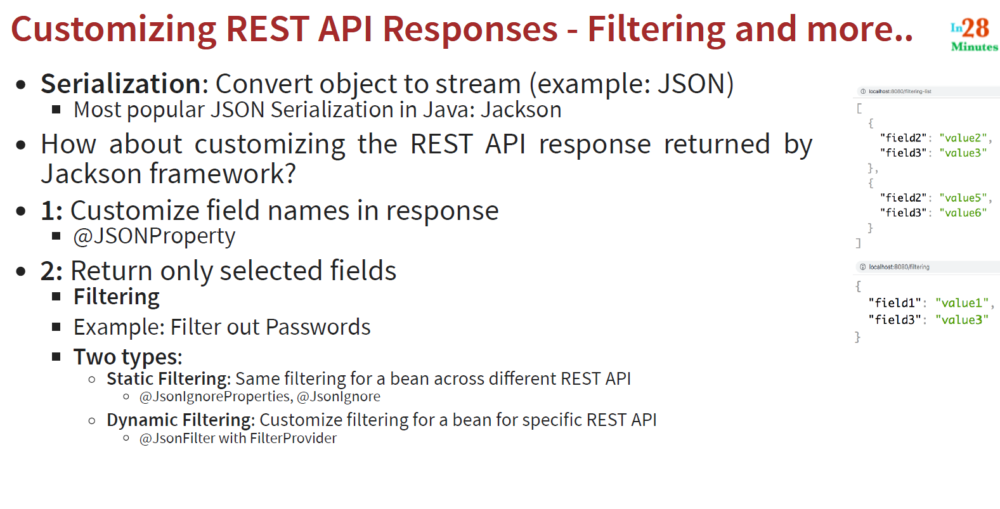 Customizing REST API Responses - Filtering and more..
In28
Minutes
• Serialization: Convert object to stream (example: JSON)
▪ Most popular JSON Serialization in Java: Jackson
• How about customizing the REST API response returned by
Jackson framework?
• 1: Customize field names in response
▪ @JSONProperty
• 2: Return only selected fields
▪ Filtering
▪ Example: Filter out Passwords
▪ Two types:
○ Static Filtering: Same filtering for a bean across different REST API
○ @JsonIgnoreProperties, @JsonIgnore
○ Dynamic Filtering: Customize filtering for a bean for specific REST API
○ @JsonFilter with FilterProvider
localhost:8080/filtering-list
[
{
"field2": "value2",
"field3": "value3"
},
{
"field2": "value5",
"field3": "value6"
}
]
localhost:8080/filtering
{
"field1": "value1",
"field3": "value3"
}